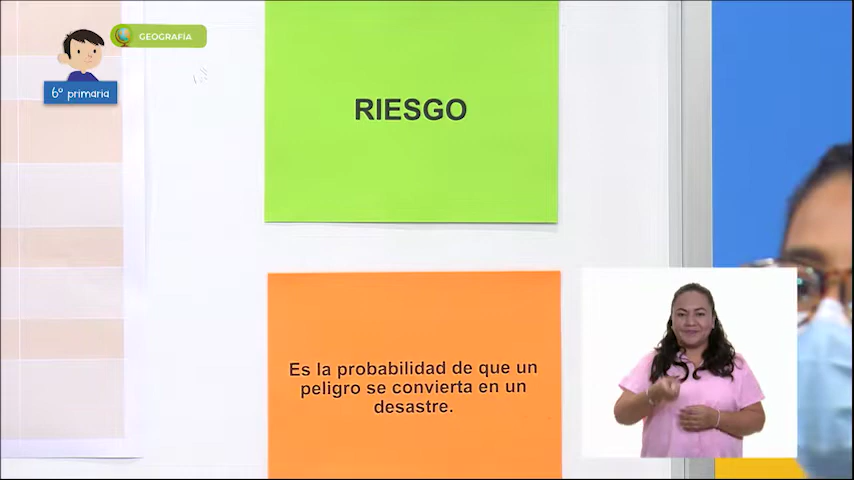 GEOGRAFÍA
6º primaria
RIESGO
Es la probabilidad de que un
peligro se convierta en un
desastre.